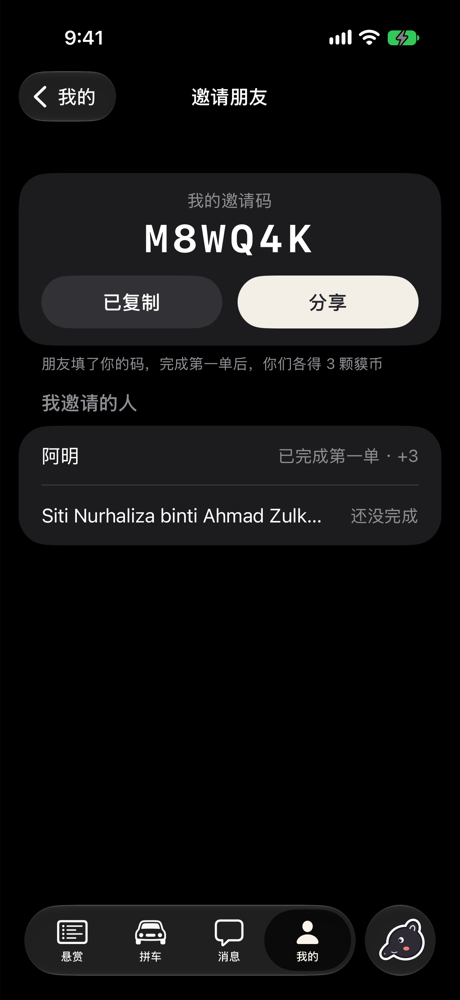 9:41
我的
邀请朋友
我的邀请码
M8WQ4K
已复制
分享
朋友填了你的码，完成第一单后，你们各得 3 颗貘币
我邀请的人
阿明
已完成第一单 · +3
Siti Nurhaliza binti Ahmad Zulk...
还没完成
悬赏
拼车
消息
我的